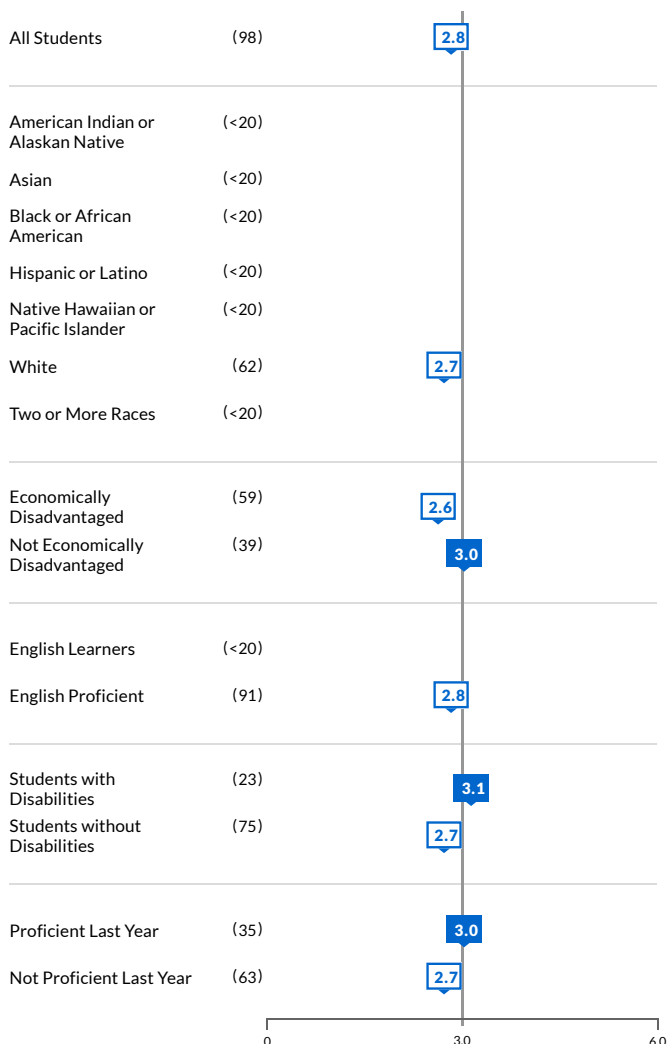 All Students (98) 2.8
American Indian or (<20)
Alaskan Native
Asian (<20)
Black or African (<20)
American
Hispanic or Latino (<20)
Native Hawaiian or (<20)
Pacific Islander
White (62) 2.7
Two or More Races (<20)
Economically (59) 2.6
Disadvantaged
Not Economically (39) 3.0
Disadvantaged
English Learners (<20)
English Proficient (91) 2.8
Students with (23) 3.1
Disabilities
Students without (75) 2.7
Disabilities
Proficient Last Year (35) 3.0
Not Proficient Last Year (63) 2.7
0 3.0 6.0